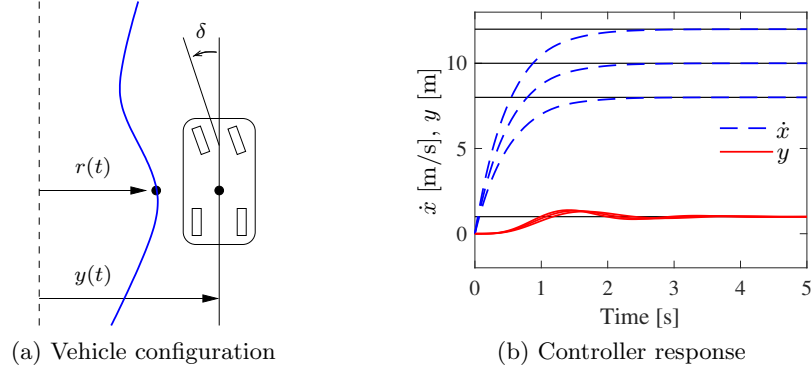 δ
r(t)
y(t)
(a) Vehicle configuration
ẋ [m/s], y [m]
10
5
0
ẋ
y
0 1 2 3 4 5
Time [s]
(b) Controller response